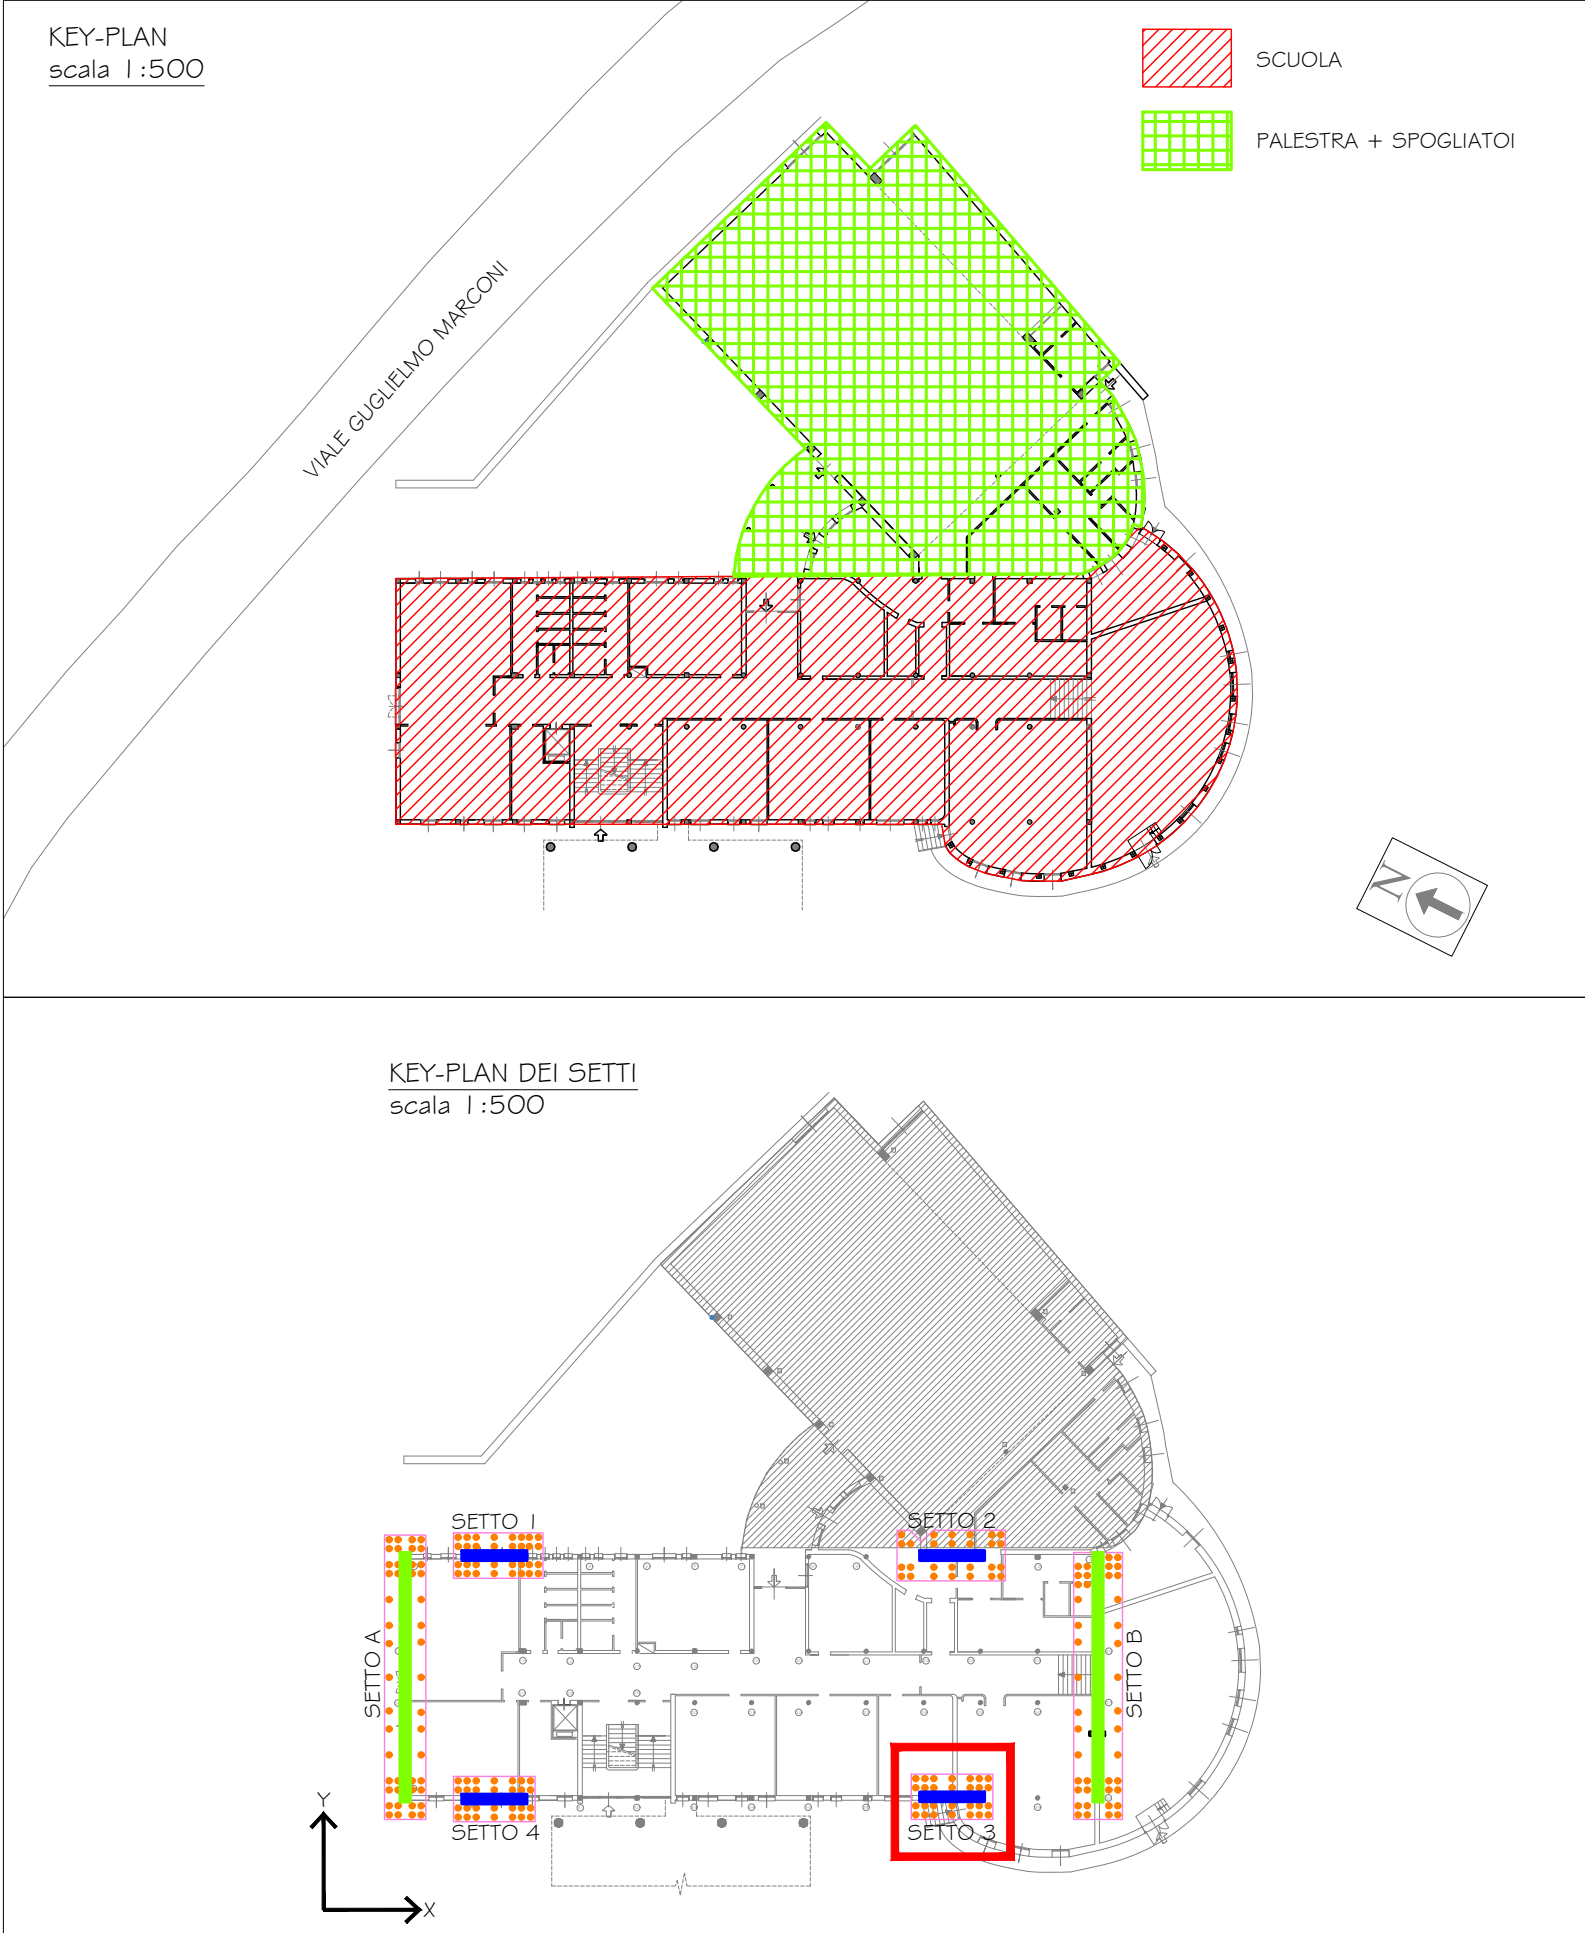 KEY-PLAN
scala 1:500
SCUOLA
PALESTRA + SPOGLIATOI
VIALE GUGLIELMO MARCONI
N
KEY-PLAN DEI SETTI
scala 1:500
SETTO 1
SETTO 2
SETTO A
SETTO B
SETTO 4
SETTO 3
Y
X